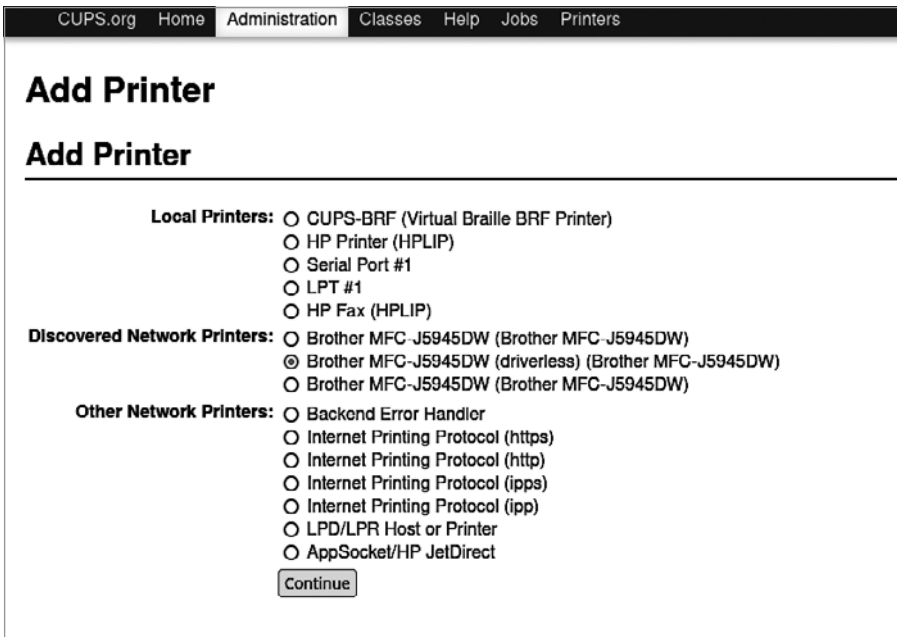 CUPS.org Home Administration Classes Help Jobs Printers
Add Printer
Add Printer
Local Printers: CUPS-BRF (Virtual Braille BRF Printer)
HP Printer (HPLIP)
Serial Port #1
LPT #1
HP Fax (HPLIP)
Discovered Network Printers: Brother MFC-J5945DW (Brother MFC-J5945DW)
Brother MFC-J5945DW (driverless) (Brother MFC-J5945DW)
Brother MFC-J5945DW (Brother MFC-J5945DW)
Other Network Printers: Backend Error Handler
Internet Printing Protocol (https)
Internet Printing Protocol (http)
Internet Printing Protocol (ipps)
Internet Printing Protocol (ipp)
LPD/LPR Host or Printer
AppSocket/HP JetDirect
Continue